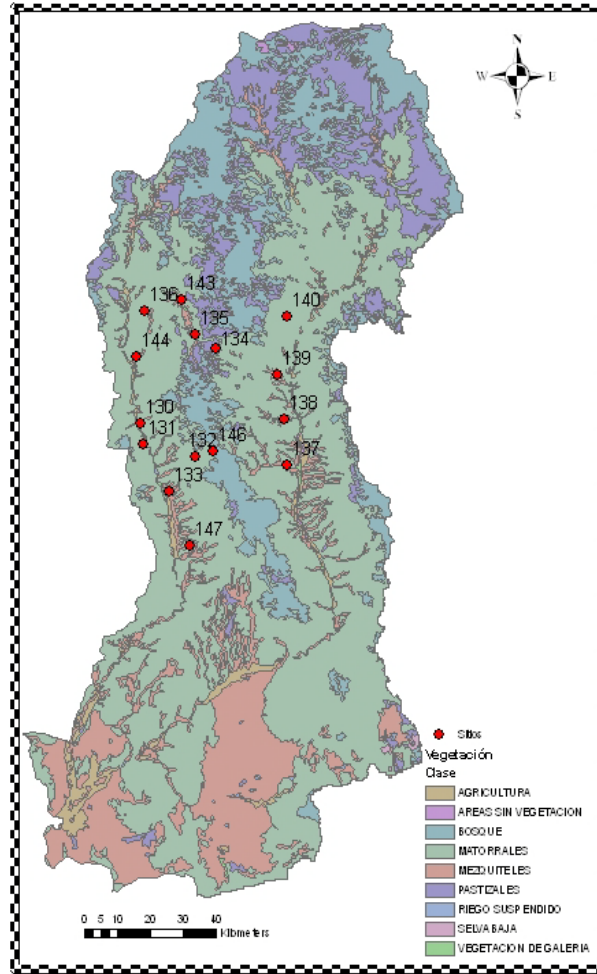 N
W E
S
143
136
140
135
134
144
139
138
130
131
146
132
137
133
147
Sitios
Vegetación
Clase
AGRICULTURA
AREAS SIN VEGETACION
BOSQUE
MATORRALES
MEZQUITELES
PASTIZALES
RIEGO SUSPENDIDO
SELVA BAJA
VEGETACION DE GALERIA
0 5 10 20 30 40
Kilometers